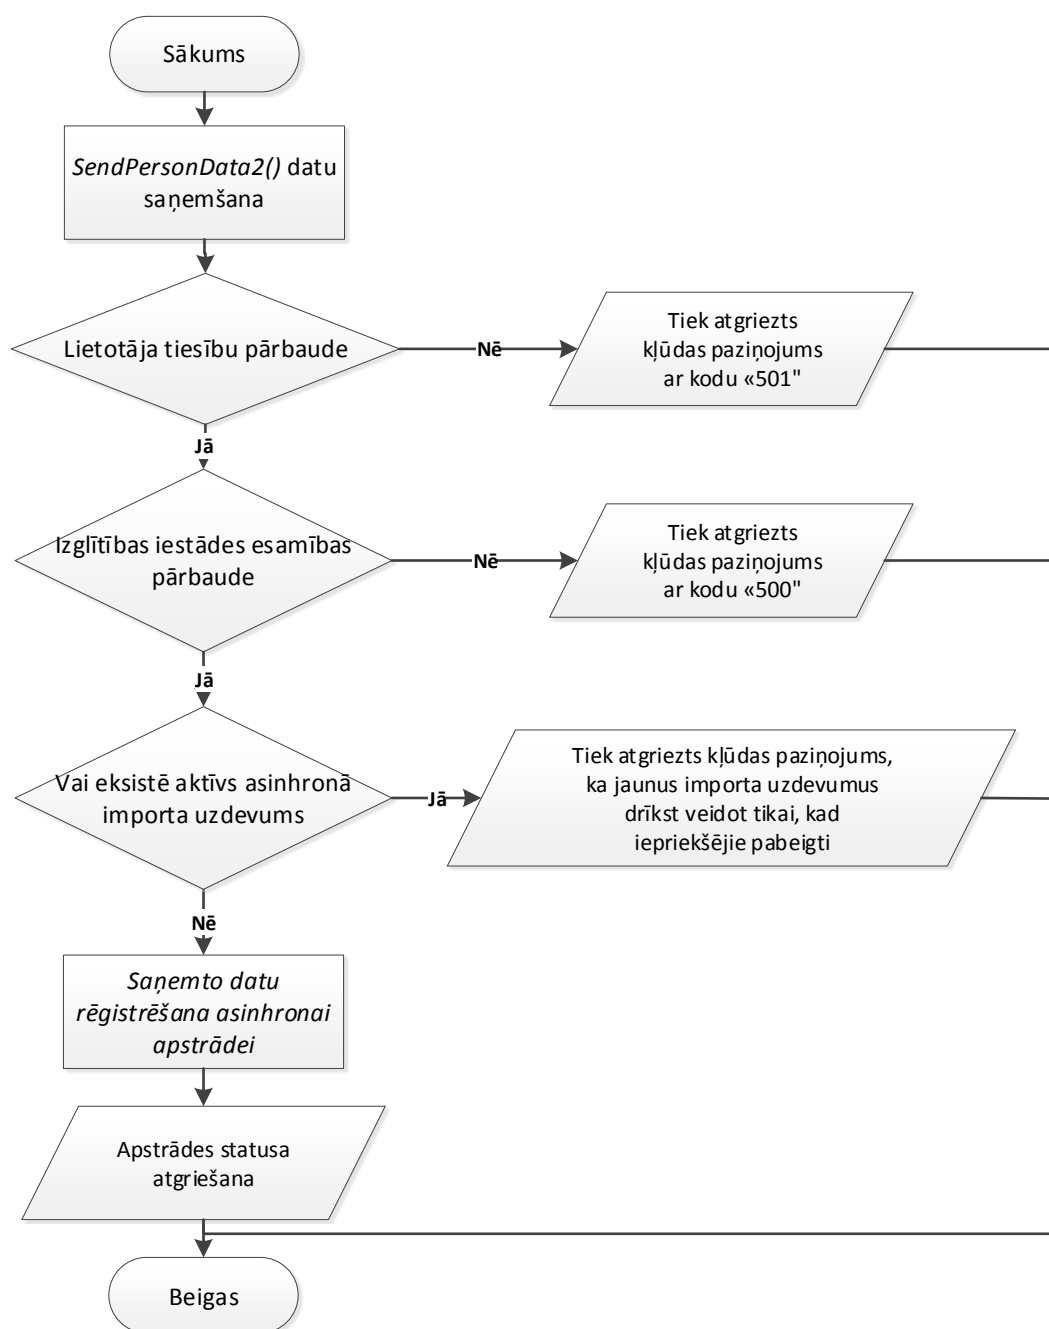 Sākums
SendPersonData2() datu
saņemšana
Lietotāja tiesību pārbaude
Nē
Tiek atgriezts
kļūdas paziņojums
ar kodu «501"
Jā
Izglītības iestādes esamības
pārbaude
Nē
Tiek atgriezts
kļūdas paziņojums
ar kodu «500"
Jā
Vai eksistē aktīvs asinhronā
importa uzdevums
Jā
Tiek atgriezts kļūdas paziņojums,
ka jaunus importa uzdevumus
drīkst veidot tikai, kad
iepriekšējie pabeigti
Nē
Saņemto datu
rēgistrēšana asinhronai
apstrādei
Apstrādes statusa
atgriešana
Beigas